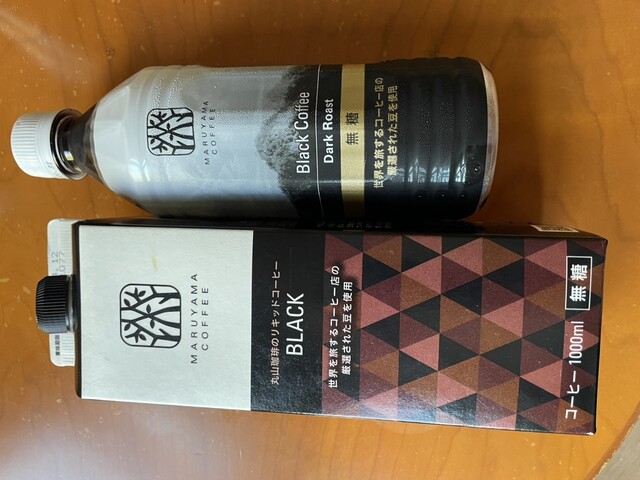 MARUYAMA
COFFEE
Black Coffee
Dark Roast
無糖
世界を旅するコーヒー店の
厳選された豆を使用
MARUYAMA
COFFEE
丸山珈琲のリキッドコーヒー
BLACK
世界を旅するコーヒー店の
厳選された豆を使用
コーヒー 1000ml
無糖